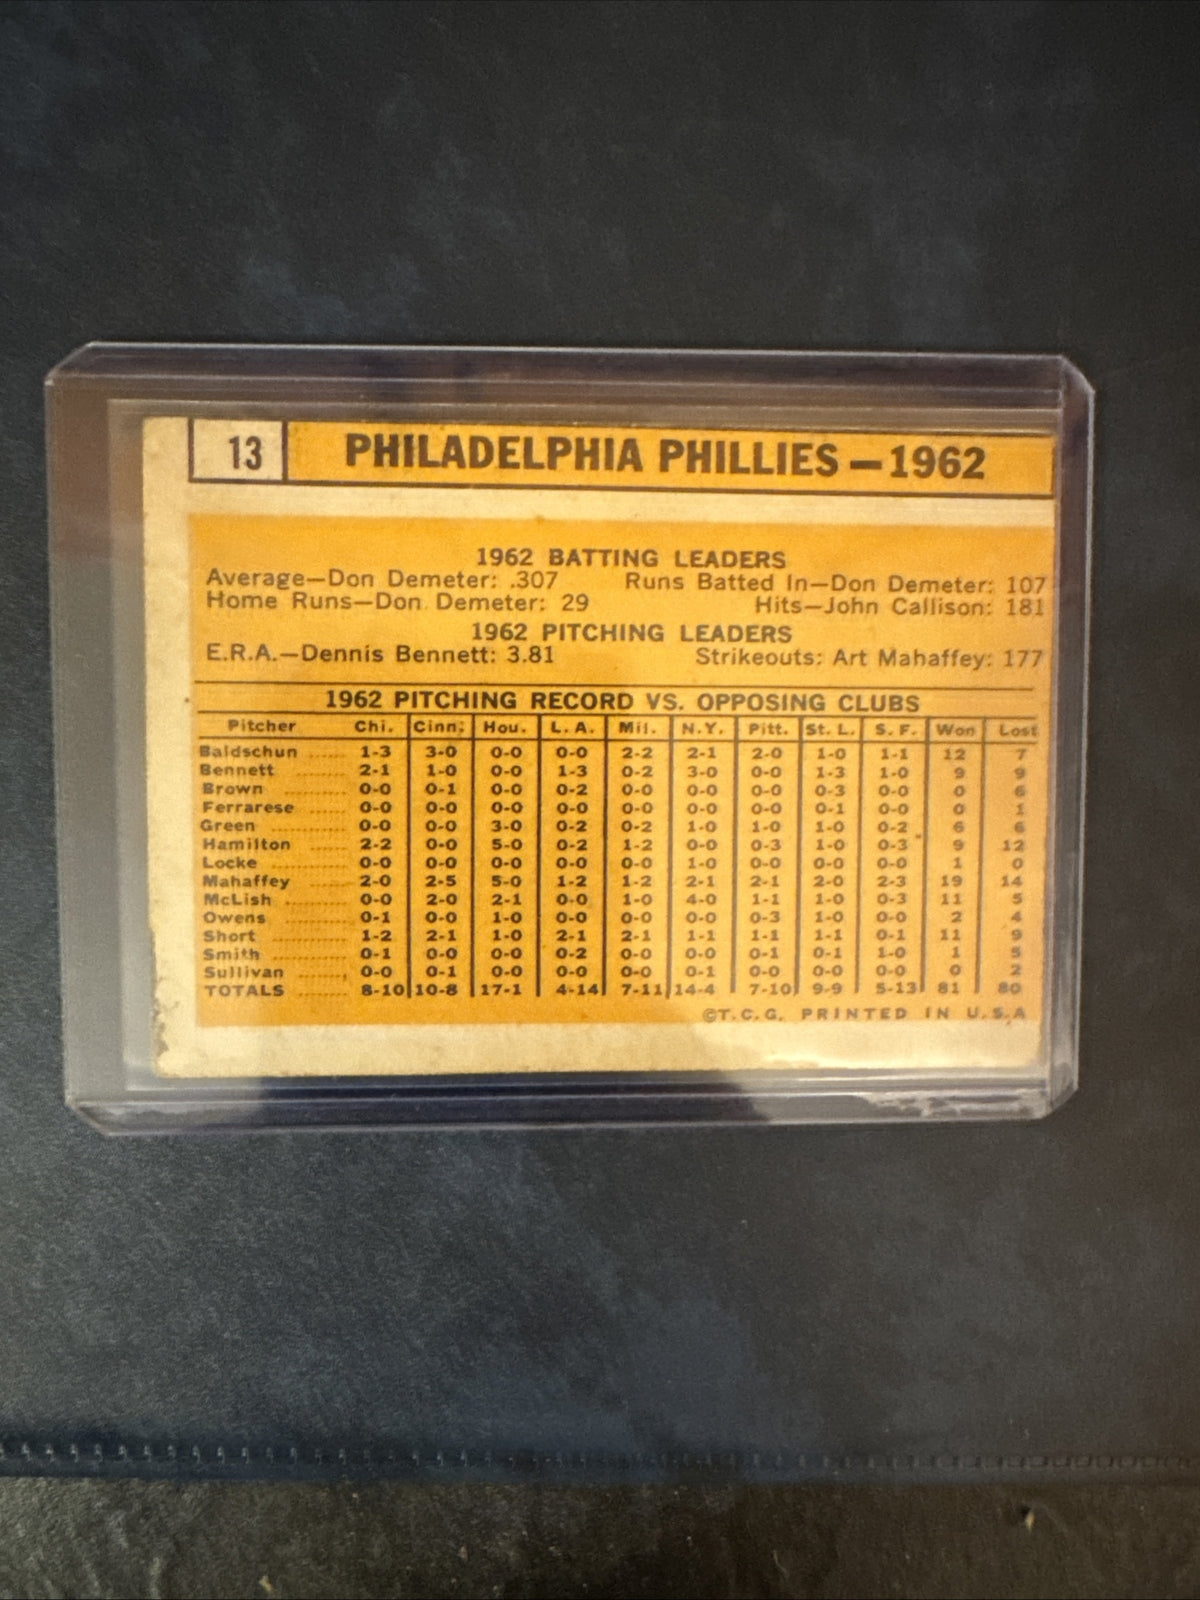 13 PHILADELPHIA PHILLIES—1962
1962 BATTING LEADERS
Average—Don Demeter: .307 Runs Batted In—Don Demeter: 107
Home Runs—Don Demeter: 29 Hits—John Callison: 181
1962 PITCHING LEADERS
E.R.A.—Dennis Bennett: 3.81 Strikeouts: Art Mahaffey: 177
1962 PITCHING RECORD VS. OPPOSING CLUBS
Pitcher Chi. Cinn. Hou. L.A. Mil. N.Y. Pitt. St. L. S.F. Won Lost
Baldschun ...... 1-3 3-0 0-0 0-0 2-2 2-1 2-0 1-0 1-1 12 7
Bennett ............ 2-1 1-0 0-0 1-3 0-2 3-0 0-0 1-3 1-0 9 9
Brown ............ 0-0 0-1 0-0 0-2 0-0 0-0 0-0 0-3 0-0 0 6
Ferrarese ........ 0-0 0-0 0-0 0-0 0-0 0-0 0-0 0-1 0-0 0 1
Green ............ 0-0 0-0 3-0 0-2 0-2 1-0 1-0 1-0 0-2 6 6
Hamilton ...... 2-2 0-0 5-0 0-2 1-2 0-0 0-3 1-0 0-3 9 12
Locke ............ 0-0 0-0 0-0 0-0 0-0 1-0 0-0 0-0 0-0 1 0
Mahaffey ...... 2-0 2-5 5-0 1-2 1-2 2-1 2-1 2-0 2-3 19 14
McLish .......... 0-0 2-0 2-1 0-0 1-0 4-0 1-1 1-0 0-3 11 5
Owens ............ 0-1 0-0 1-0 0-0 0-0 0-0 0-3 1-0 0-0 2 4
Short .............. 1-2 2-1 1-0 2-1 2-1 1-1 1-1 1-1 0-1 11 9
Smith .............. 0-1 0-0 0-0 0-2 0-0 0-0 0-1 0-1 1-0 1 5
Sullivan .......... 0-0 0-1 0-0 0-0 0-0 0-1 0-0 0-0 0-0 0 2
TOTALS ........ 8-10 10-8 17-1 4-14 7-11 14-4 7-10 9-9 5-13 81 80
©T.C.G. PRINTED IN U.S.A